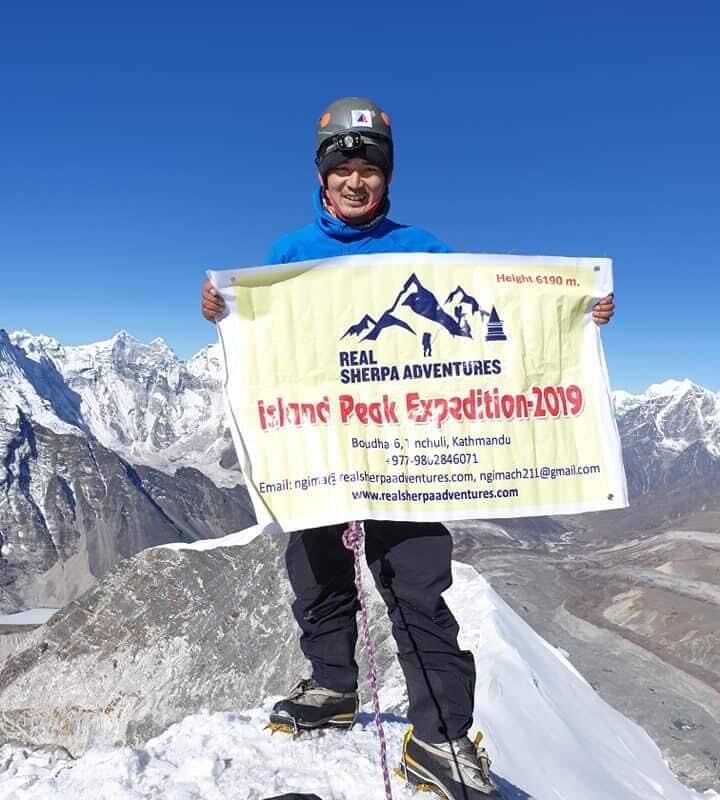 Height 6190 m.
REAL
SHERPA ADVENTURES
Island Peak Expedition-2019
6, Kathmandu
+977-9802846071
Email: ngima@realsherpaadventures.com, ngimach211@gmail.com
www.realsherpaadventures.com